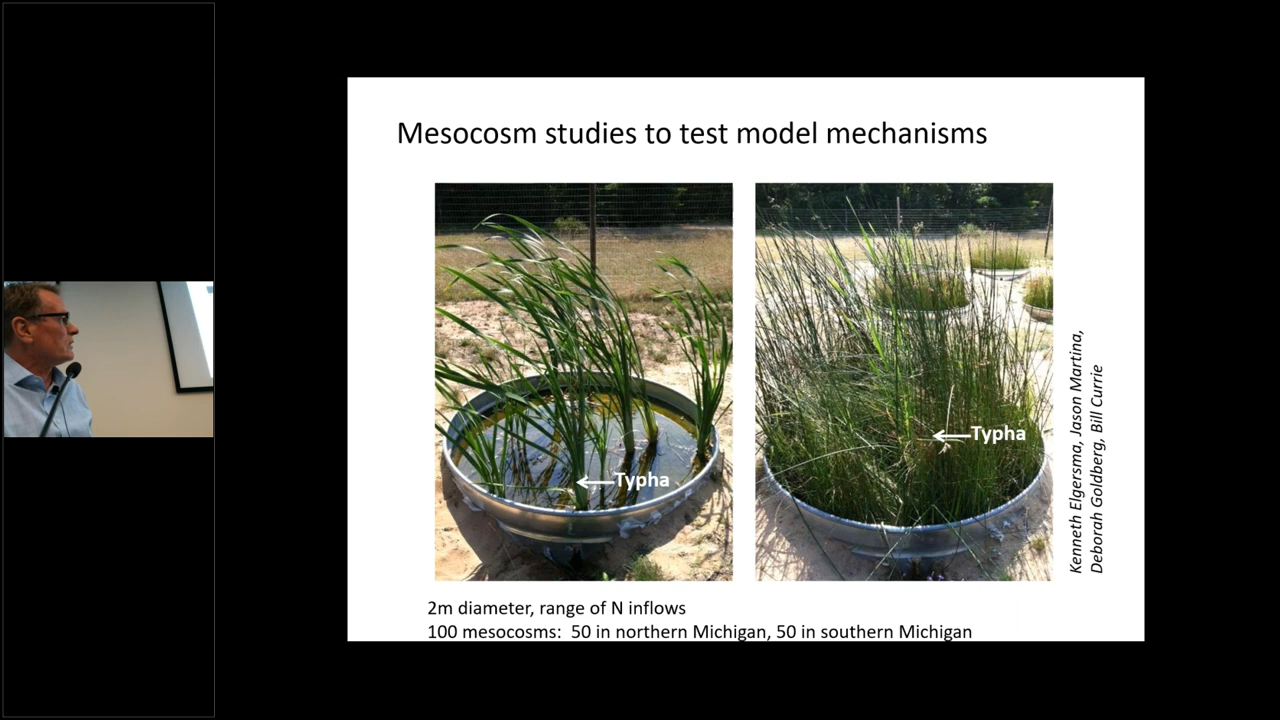 Mesocosm studies to test model mechanisms
Typha
Typha
Kenneth Elgersma, Jason Martina,
Deborah Goldberg, Bill Currie
2m diameter, range of N inflows
100 mesocosms: 50 in northern Michigan, 50 in southern Michigan